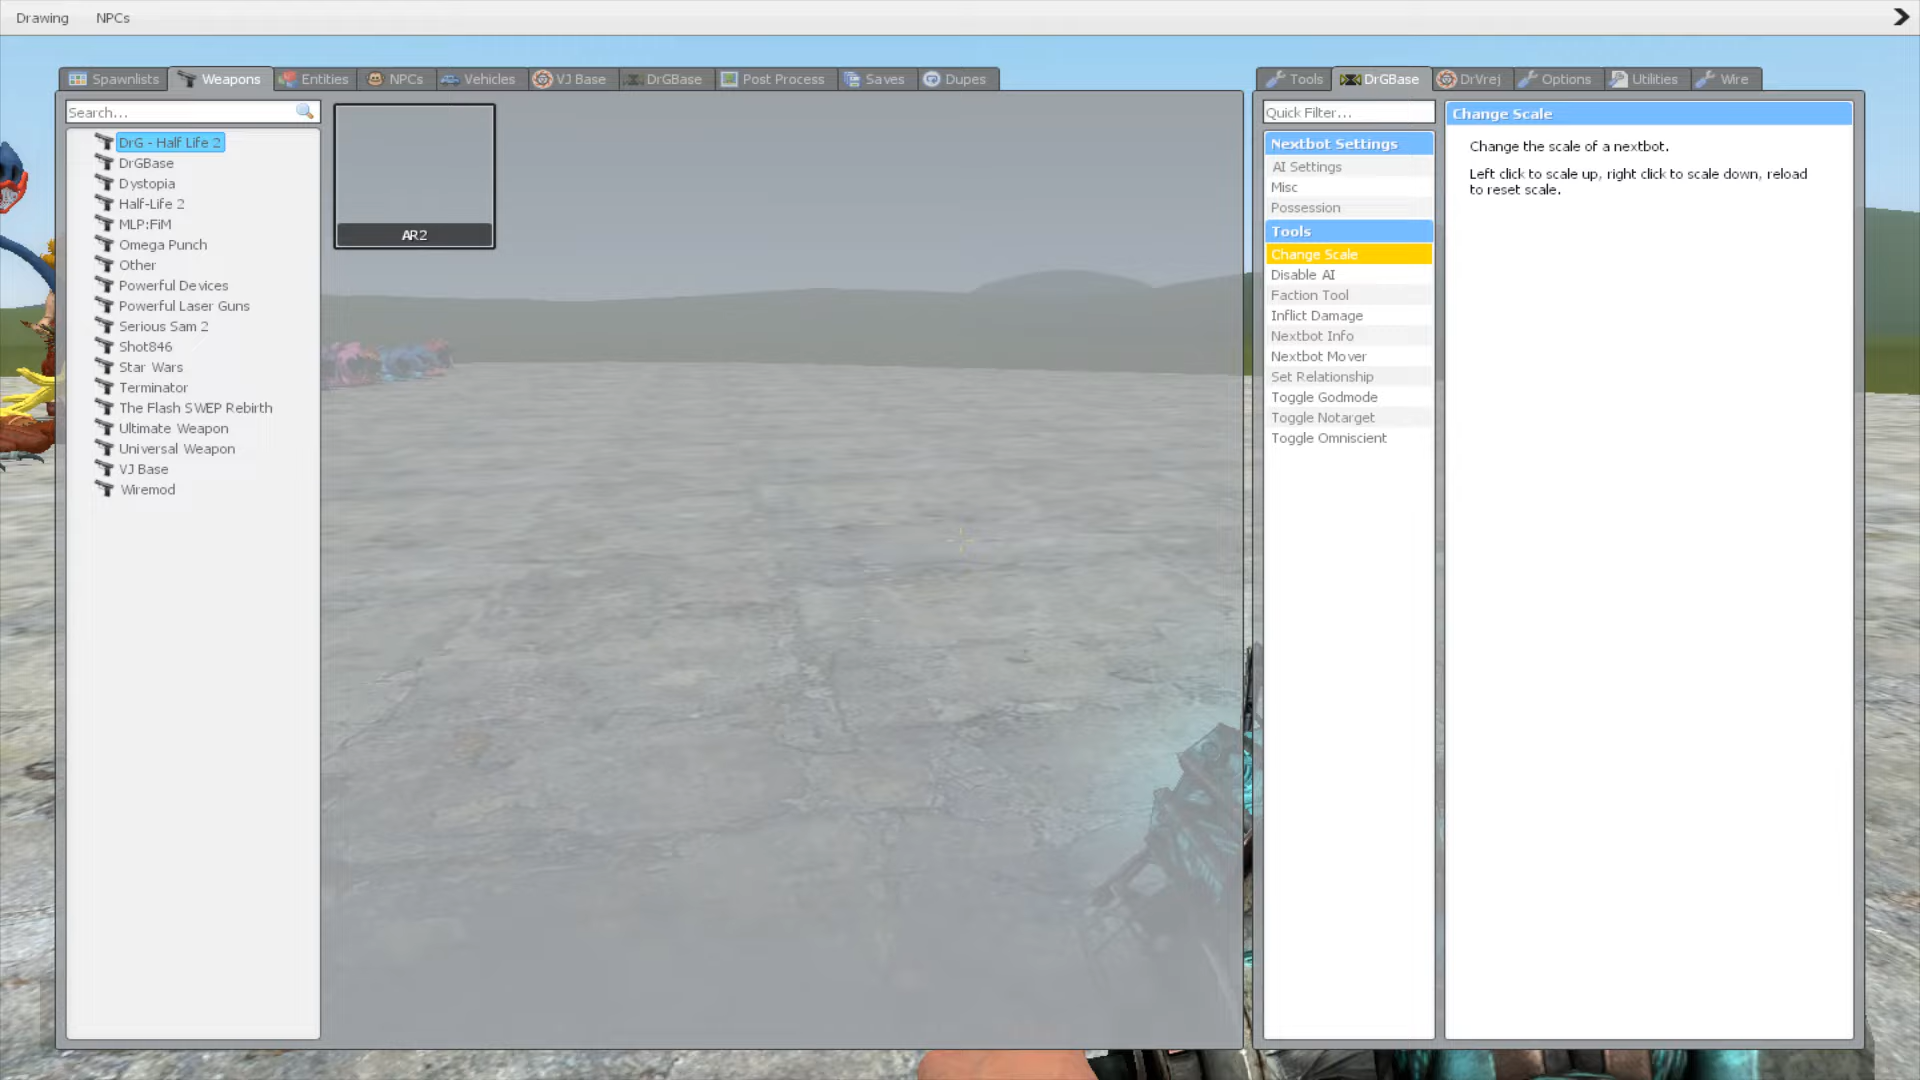 Drawing NPCs
Spawnlists Weapons Entities NPCs Vehicles VJ Base DrGBase Post Process Saves Dupes
Search...
DrG - Half Life 2
DrGBase
Dystopia
Half-Life 2
MLP:FiM
Omega Punch
Other
Powerful Devices
Powerful Laser Guns
Serious Sam 2
Shot846
Star Wars
Terminator
The Flash SWEP Rebirth
Ultimate Weapon
Universal Weapon
VJ Base
Wiremod
AR2
Tools DrGBase DrVrej Options Utilities Wire
Quick Filter...
Nextbot Settings
AI Settings
Misc
Possession
Tools
Change Scale
Disable AI
Faction Tool
Inflict Damage
Nextbot Info
Nextbot Mover
Set Relationship
Toggle Godmode
Toggle Notarget
Toggle Omniscient
Change Scale
Change the scale of a nextbot.
Left click to scale up, right click to scale down, reload
to reset scale.